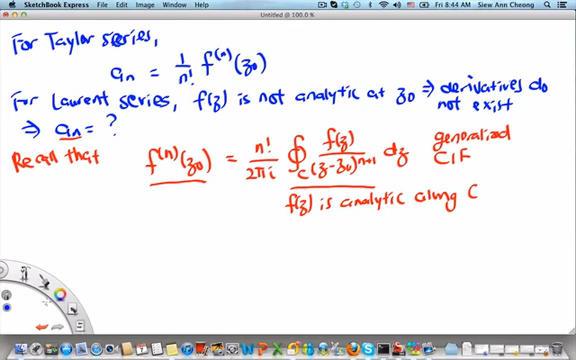 SketchBook Express File Edit Image Window Help Fri 8:44 AM Siew Ann Cheong
Untitled @ 100.0 %
For Taylor series,
an = 1/n! f^(n)(z0)
For Laurent series, f(z) is not analytic at z0 ⇒ derivatives do
not exist
⇒ an = ?
Recall that f^(n)(z0) = n!/2πi ∮C f(z)/(z-z0)^n+1 dz generalized
CIF
f(z) is analytic along C